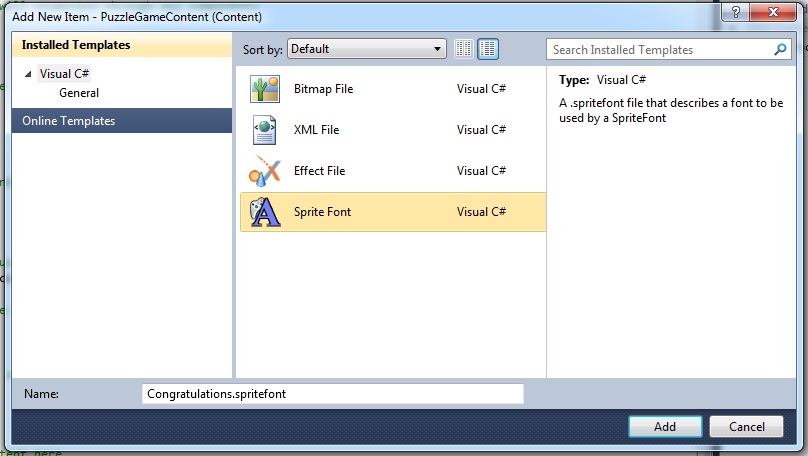 Add New Item - PuzzleGameContent (Content)
Installed Templates
Visual C#
General
Online Templates
Sort by: Default
Search Installed Templates
Bitmap File Visual C#
XML File Visual C#
Effect File Visual C#
Sprite Font Visual C#
Type: Visual C#
A .spritefont file that describes a font to be
used by a SpriteFont
Name: Congratulations.spritefont
Add Cancel